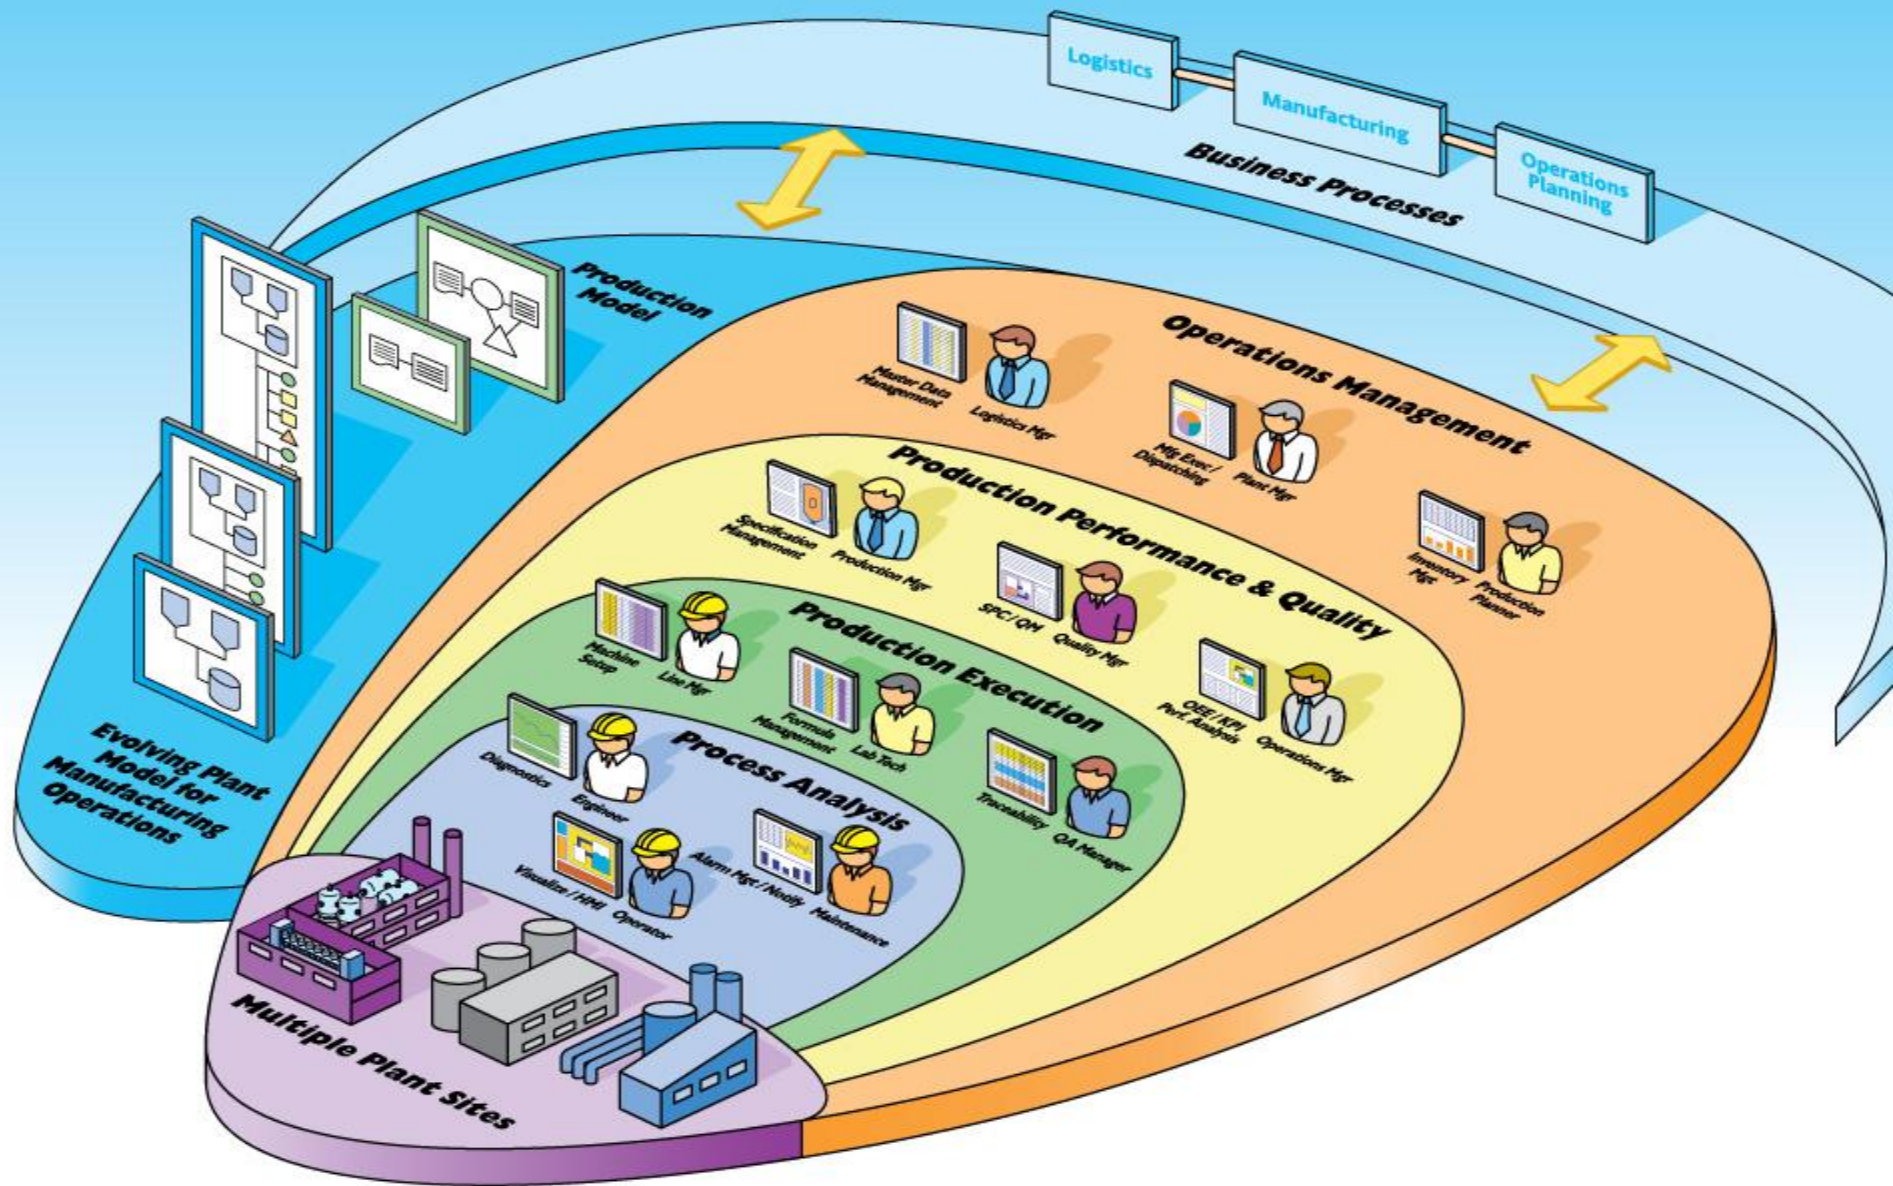 Logistics
Manufacturing
Operations
Planning
Business Processes
Production
Model
Operations Management
Master Data
Management
Logistics Mgr
Mfg Exec /
Dispatching
Plant Mgr
Inventory
Mgt
Production
Planner
Production Performance & Quality
Specification
Management
Production Mgr
SPC / QM
Quality Mgr
OEE / KPI
Perf. Analysis
Operations Mgr
Production Execution
Machine
Setup
Line Mgr
Formula
Management
Lab Tech
Traceability
QA Manager
Process Analysis
Diagnostics
Engineer
Visualize / HMI
Operator
Alarm Mgt / Notify
Maintenance
Evolving Plant
Model for
Manufacturing
Operations
Multiple Plant Sites